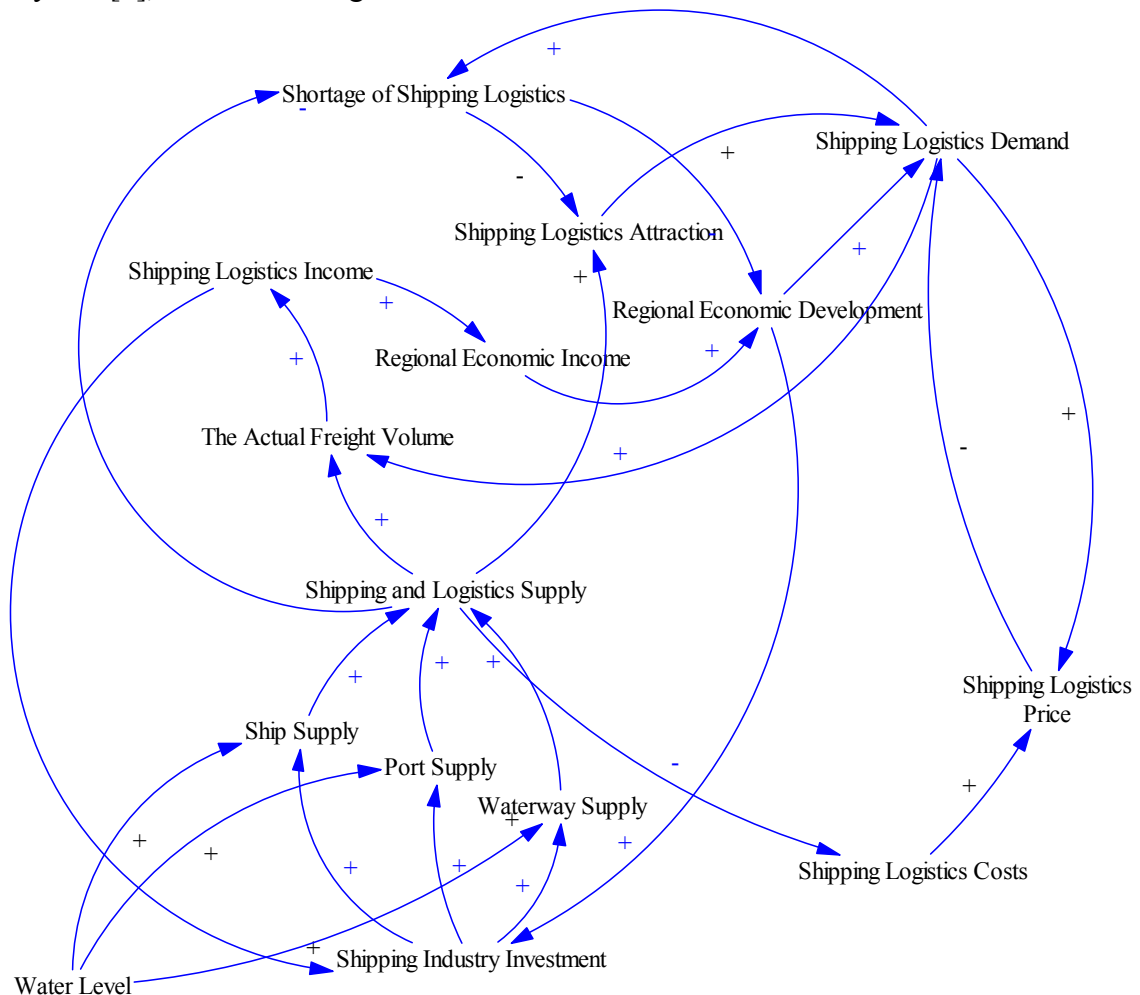 +
Shortage of Shipping Logistics
-
Shipping Logistics Demand
+
-
Shipping Logistics Attraction
-
+
+
Shipping Logistics Income
+
Regional Economic Development
+
Regional Economic Income
+
+
The Actual Freight Volume
+
-
+
+
Shipping and Logistics Supply
+
+
+
Shipping Logistics
Price
Ship Supply
Port Supply
-
+
Waterway Supply
+
+
+
+
+
+
+
Shipping Logistics Costs
+
Shipping Industry Investment
Water Level